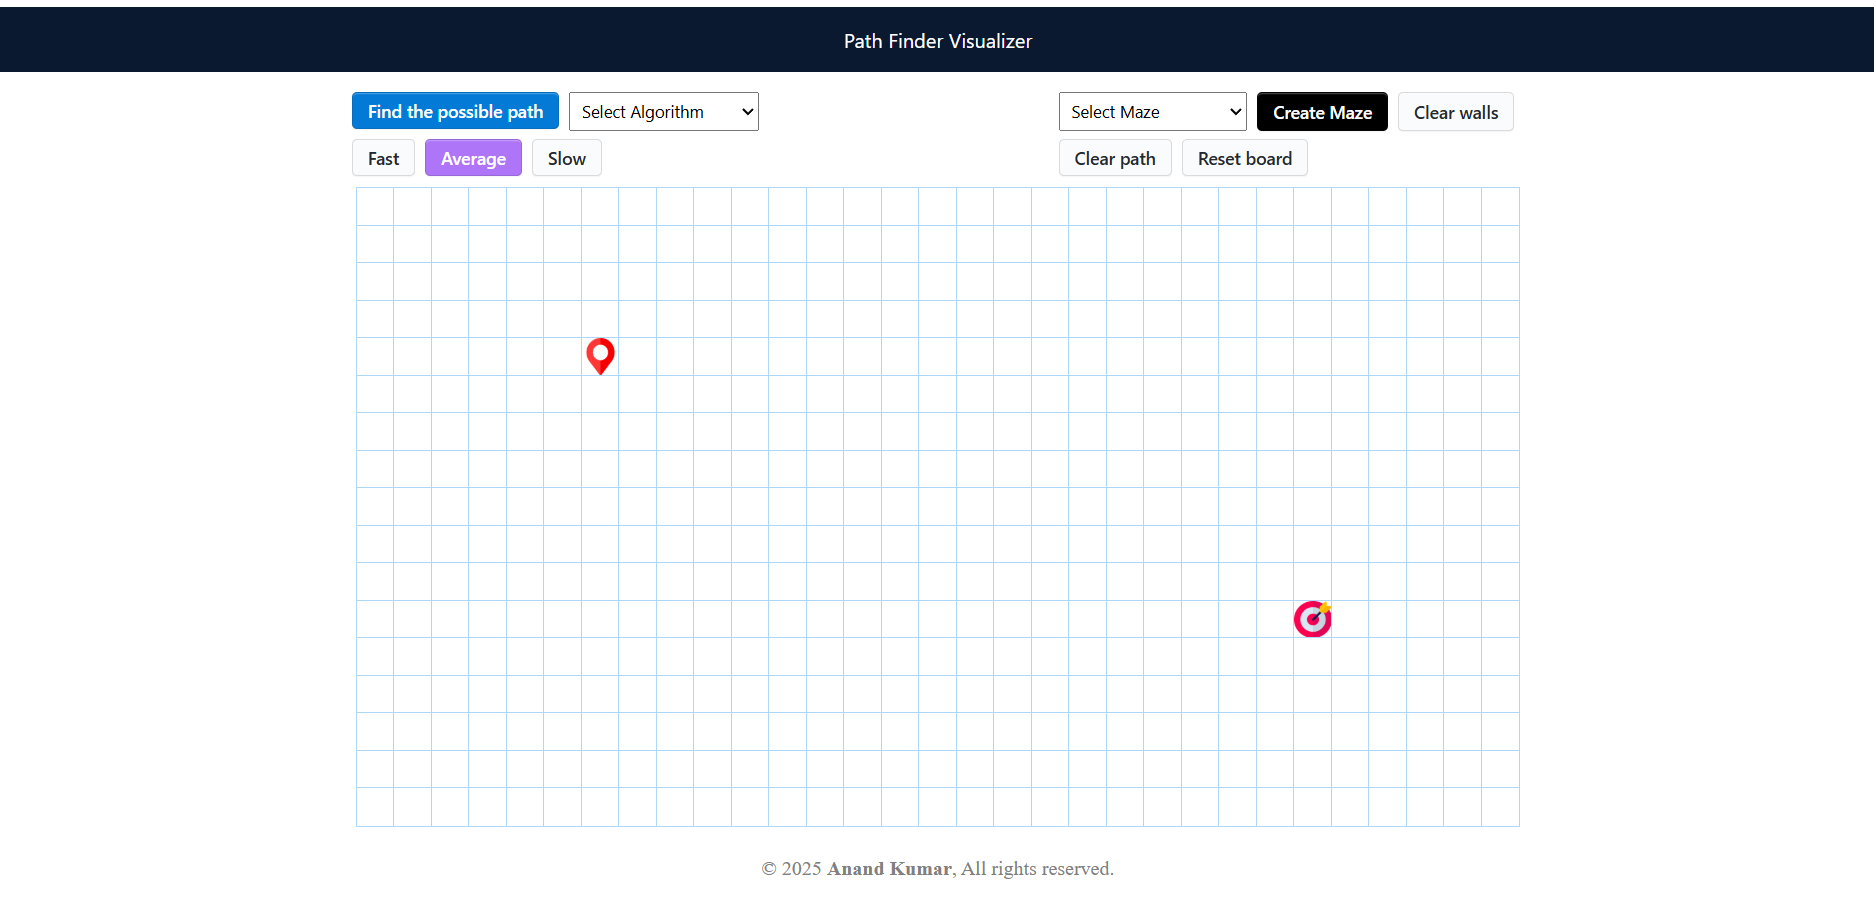 Path Finder Visualizer
Find the possible path
Select Algorithm
Select Maze
Create Maze
Clear walls
Fast
Average
Slow
Clear path
Reset board
© 2025 Anand Kumar, All rights reserved.